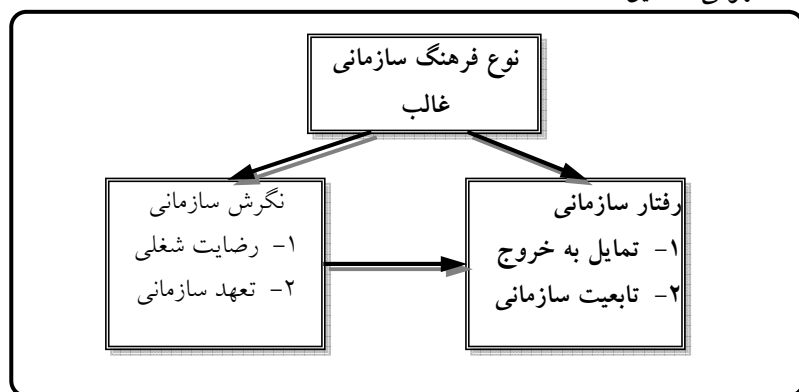 نوع فرهنگ سازمانی
غالب
رفتار سازمانی
۱- تمایل به خروج
۲- تابعیت سازمانی
نگرش سازمانی
۱- رضایت شغلی
۲- تعهد سازمانی